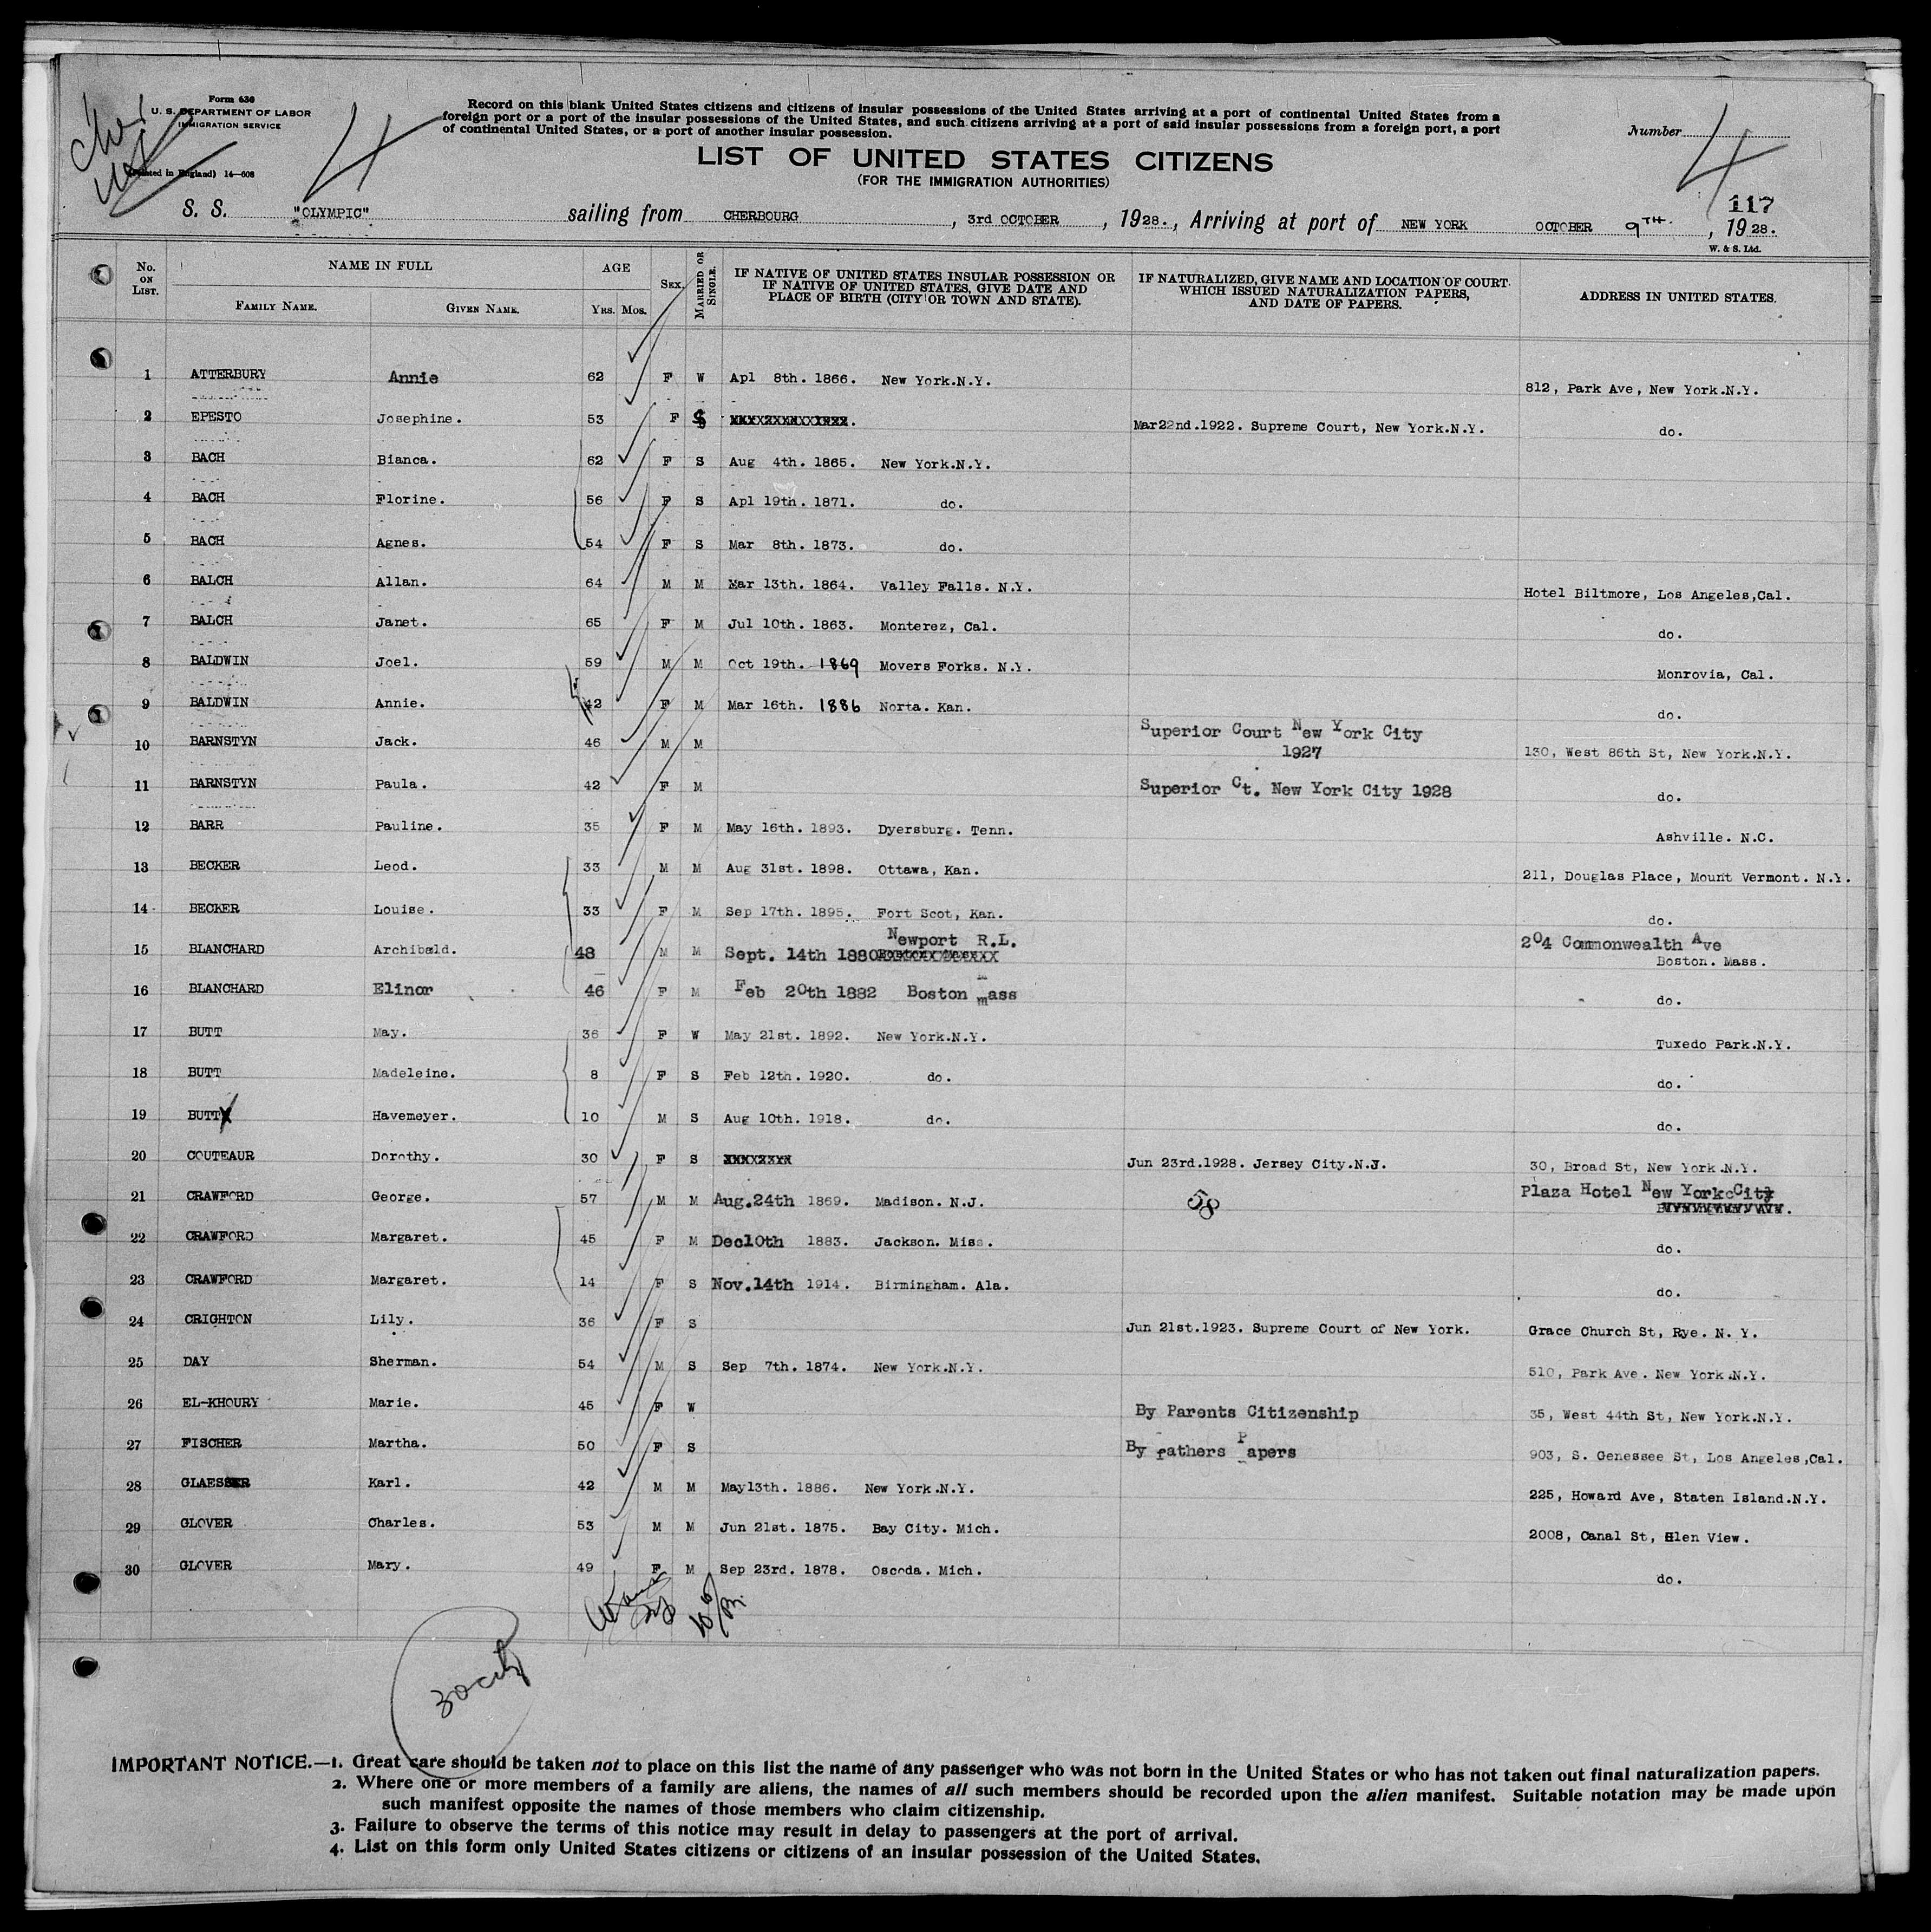 Form 630
U. S. DEPARTMENT OF LABOR
IMMIGRATION SERVICE
(Printed in England) 14—608
Cher
4
Record on this blank United States citizens and citizens of insular possessions of the United States arriving at a port of continental United States from a
foreign port or a port of the insular possessions of the United States, and such citizens arriving at a port of said insular possessions from a foreign port, a port
of continental United States, or a port of another insular possession.
Number 4
LIST OF UNITED STATES CITIZENS
(FOR THE IMMIGRATION AUTHORITIES)
117
S. S. "OLYMPIC" sailing from CHERBOURG, 3rd OCTOBER, 1928., Arriving at port of NEW YORK OCTOBER 9TH, 1928.
W. & S. Ltd.
No. ON LIST. NAME IN FULL FAMILY NAME. GIVEN NAME. AGE YRS. MOS. SEX. MARRIED OR SINGLE. IF NATIVE OF UNITED STATES INSULAR POSSESSION OR IF NATIVE OF UNITED STATES, GIVE DATE AND PLACE OF BIRTH (CITY OR TOWN AND STATE). IF NATURALIZED, GIVE NAME AND LOCATION OF COURT WHICH ISSUED NATURALIZATION PAPERS, AND DATE OF PAPERS. ADDRESS IN UNITED STATES.
1 ATTERBURY Annie 62 F W Apl 8th. 1866. New York.N.Y. 812, Park Ave, New York.N.Y.
2 EPESTO Josephine. 53 F S Mar22nd.1922. Supreme Court, New York.N.Y. do.
3 BACH Bianca. 62 F S Aug 4th. 1865. New York.N.Y.
4 BACH Florine. 56 F S Apl 19th. 1871. do.
5 BACH Agnes. 54 F S Mar 8th. 1873. do.
6 BALCH Allan. 64 M M Mar 13th. 1864. Valley Falls. N.Y. Hotel Biltmore, Los Angeles,Cal.
7 BALCH Janet. 65 F M Jul 10th. 1863. Monterez, Cal. do.
8 BALDWIN Joel. 59 M M Oct 19th. 1869 Movers Forks. N.Y. Monrovia, Cal.
9 BALDWIN Annie. 42 F M Mar 16th. 1886 Norta. Kan. do.
10 BARNSTYN Jack. 46 M M Superior Court New York City 1927 130, West 86th St, New York.N.Y.
11 BARNSTYN Paula. 42 F M Superior Ct. New York City 1928 do.
12 BARR Pauline. 35 F M May 16th. 1893. Dyersburg. Tenn. Ashville. N.C.
13 BECKER Leod. 33 M M Aug 31st. 1898. Ottawa, Kan. 211, Douglas Place, Mount Vermont. N.Y.
14 BECKER Louise. 33 F M Sep 17th. 1895. Fort Scot, Kan. do.
15 BLANCHARD Archibald. 48 M M Sept. 14th 1880 Newport R.L. 204 Commonwealth Ave Boston. Mass.
16 BLANCHARD Elinor 46 F M Feb 20th 1882 Boston mass do.
17 BUTT May. 36 F W May 21st. 1892. New York.N.Y. Tuxedo Park.N.Y.
18 BUTT Madeleine. 8 F S Feb 12th. 1920. do. do.
19 BUTT Havemeyer. 10 M S Aug 10th. 1918. do. do.
20 COUTEAUR Dorothy. 30 F S Jun 23rd.1928. Jersey City.N.J. 30, Broad St, New York.N.Y.
21 CRAWFORD George. 57 M M Aug.24th 1869. Madison. N.J. 58 Plaza Hotel New York City
22 CRAWFORD Margaret. 45 F M Dec10th 1883. Jackson. Miss. do.
23 CRAWFORD Margaret. 14 F S Nov.14th 1914. Birmingham. Ala. do.
24 CRIGHTON Lily. 36 F S Jun 21st.1923. Supreme Court of New York. Grace Church St, Rye. N. Y.
25 DAY Sherman. 54 M S Sep 7th. 1874. New York.N.Y. 510, Park Ave. New York.N.Y.
26 EL-KHOURY Marie. 45 F W By Parents Citizenship 35, West 44th St, New York.N.Y.
27 FISCHER Martha. 50 F S By fathers Papers 903, S. Genessee St, Los Angeles,Cal.
28 GLAESSER Karl. 42 M M May13th. 1886. New York.N.Y. 225, Howard Ave, Staten Island.N.Y.
29 GLOVER Charles. 53 M M Jun 21st. 1875. Bay City. Mich. 2008, Canal St, Glen View.
30 GLOVER Mary. 49 F M Sep 23rd. 1878. Oscoda. Mich. do.
IMPORTANT NOTICE.—1. Great care should be taken not to place on this list the name of any passenger who was not born in the United States or who has not taken out final naturalization papers.
2. Where one or more members of a family are aliens, the names of all such members should be recorded upon the alien manifest. Suitable notation may be made upon
such manifest opposite the names of those members who claim citizenship.
3. Failure to observe the terms of this notice may result in delay to passengers at the port of arrival.
4. List on this form only United States citizens or citizens of an insular possession of the United States.